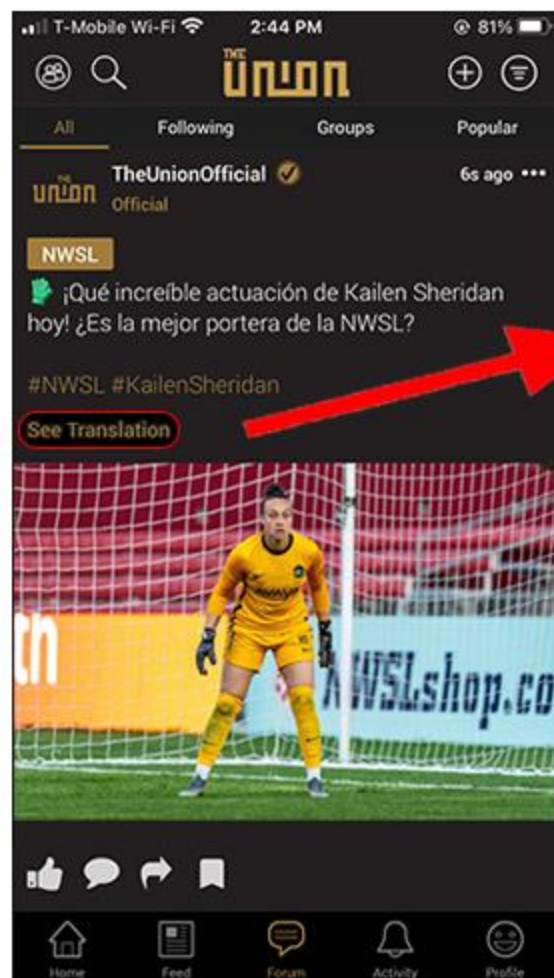 T-Mobile Wi-Fi 2:44 PM 81%
THE UNION
All Following Groups Popular
THE UNION TheUnionOfficial 6s ago •••
Official
NWSL
¡Qué increíble actuación de Kailen Sheridan
hoy! ¿Es la mejor portera de la NWSL?
#NWSL #KailenSheridan
See Translation
th
NWSLshop.co
Home Feed Forum Activity Profile